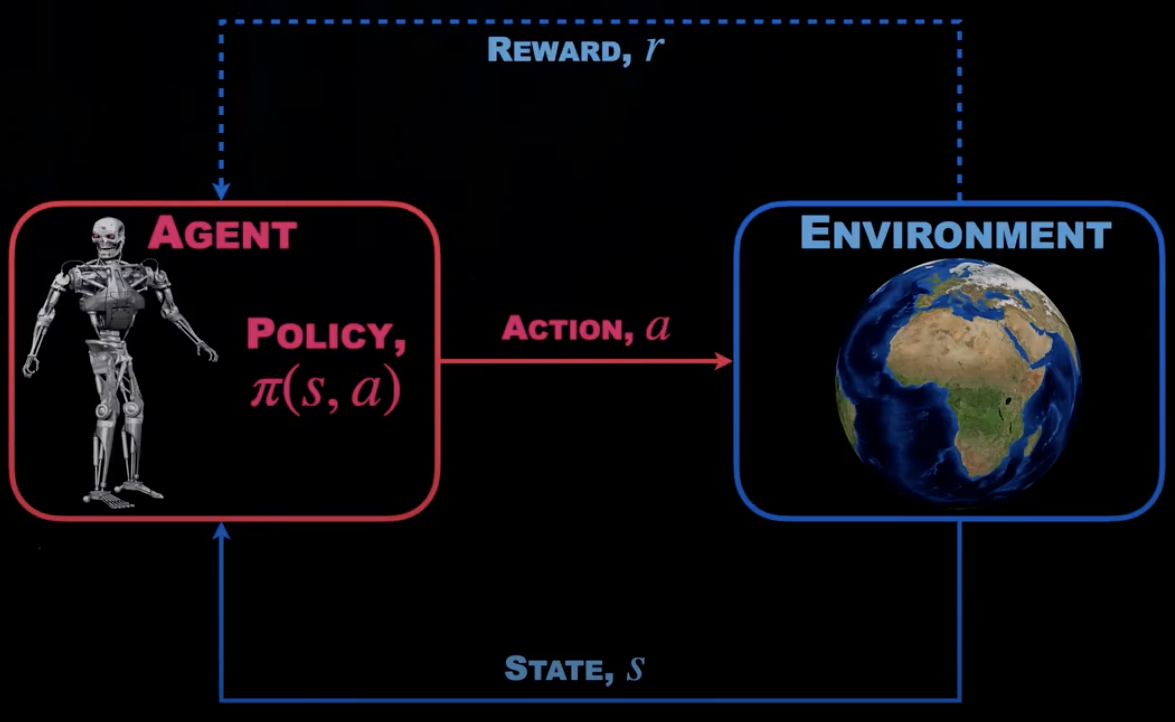 REWARD, r
AGENT
ENVIRONMENT
POLICY,
π(s, a)
ACTION, a
STATE, s